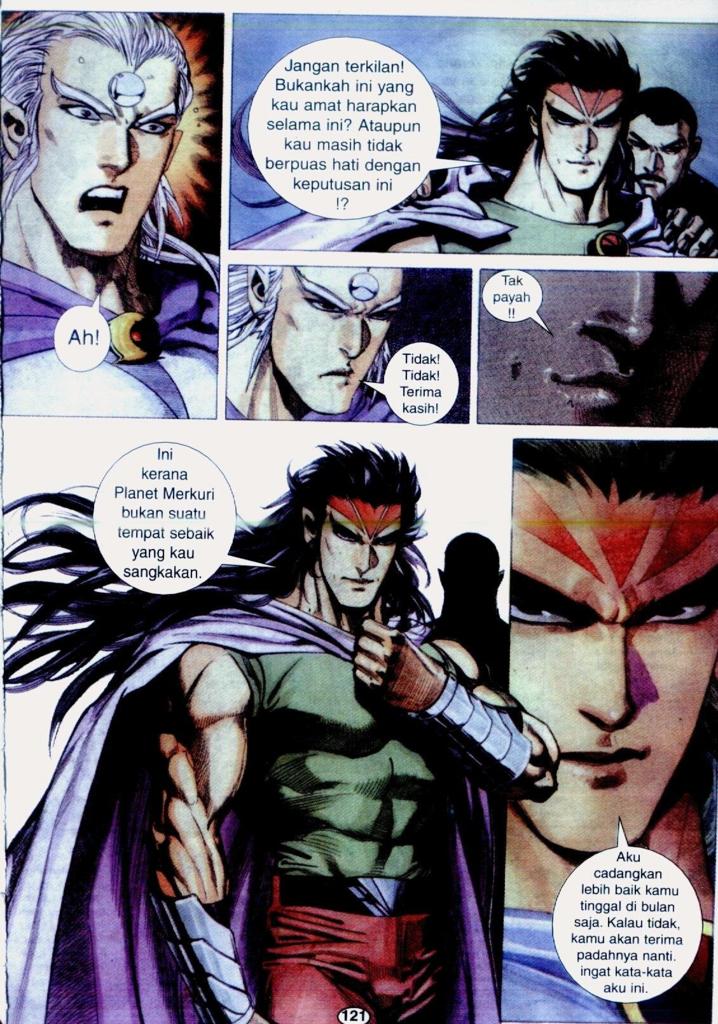 Ah!
Jangan terkilan!
Bukankah ini yang
kau amat harapkan
selama ini? Ataupun
kau masih tidak
berpuas hati dengan
keputusan ini
!?
Tidak!
Tidak!
Terima
kasih!
Tak
payah
!!
Ini
kerana
Planet Merkuri
bukan suatu
tempat sebaik
yang kau
sangkakan.
Aku
cadangkan
lebih baik kamu
tinggal di bulan
saja. Kalau tidak,
kamu akan terima
padahnya nanti.
ingat kata-kata
aku ini.
121